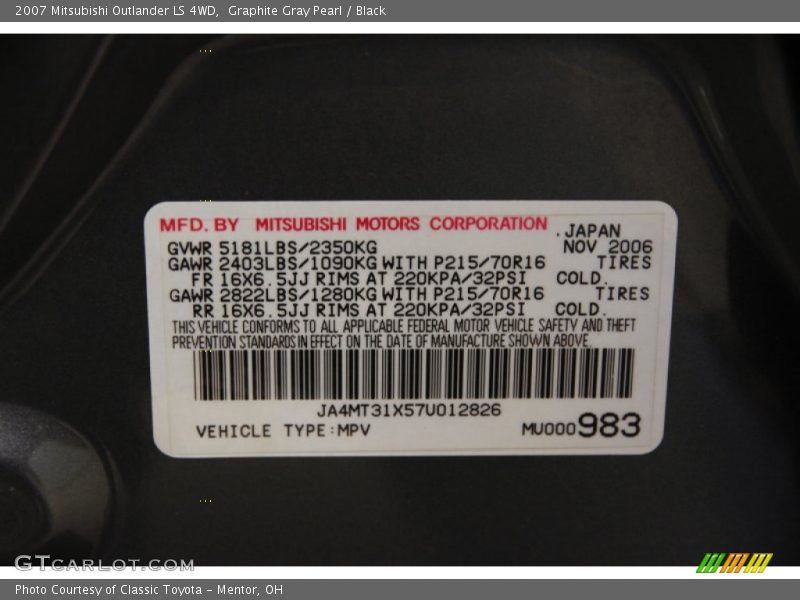 2007 Mitsubishi Outlander LS 4WD,  Graphite Gray Pearl / Black
MFD. BY MITSUBISHI MOTORS CORPORATION . JAPAN
GVWR 5181LBS/2350KG NOV 2006
GAWR 2403LBS/1090KG WITH P215/70R16 TIRES
FR 16X6.5JJ RIMS AT 220KPA/32PSI COLD.
GAWR 2822LBS/1280KG WITH P215/70R16 TIRES
RR 16X6.5JJ RIMS AT 220KPA/32PSI COLD.
THIS VEHICLE CONFORMS TO ALL APPLICABLE FEDERAL MOTOR VEHICLE SAFETY AND THEFT
PREVENTION STANDARDS IN EFFECT ON THE DATE OF MANUFACTURE SHOWN ABOVE.
JA4MT31X57U012826
VEHICLE TYPE:MPV MU000983
GTCARLOT.COM
Photo Courtesy of Classic Toyota - Mentor, OH